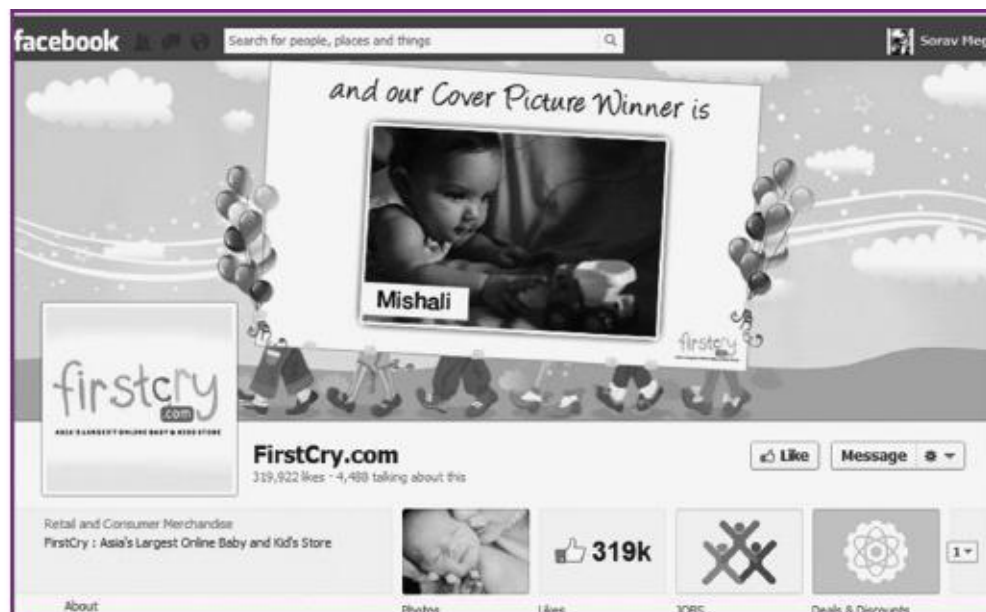 facebook
Search for people, places and things
Sorav Meg
and our Cover Picture Winner is
Mishali
firstcry
firstcry
.com
ASIA'S LARGEST ONLINE BABY & KIDS STORE
FirstCry.com
319,922 likes · 4,488 talking about this
Like
Message
Retail and Consumer Merchandise
FirstCry : Asia's Largest Online Baby and Kid's Store
319k
1
About
Photos
Likes
JOBS
Deals & Discounts